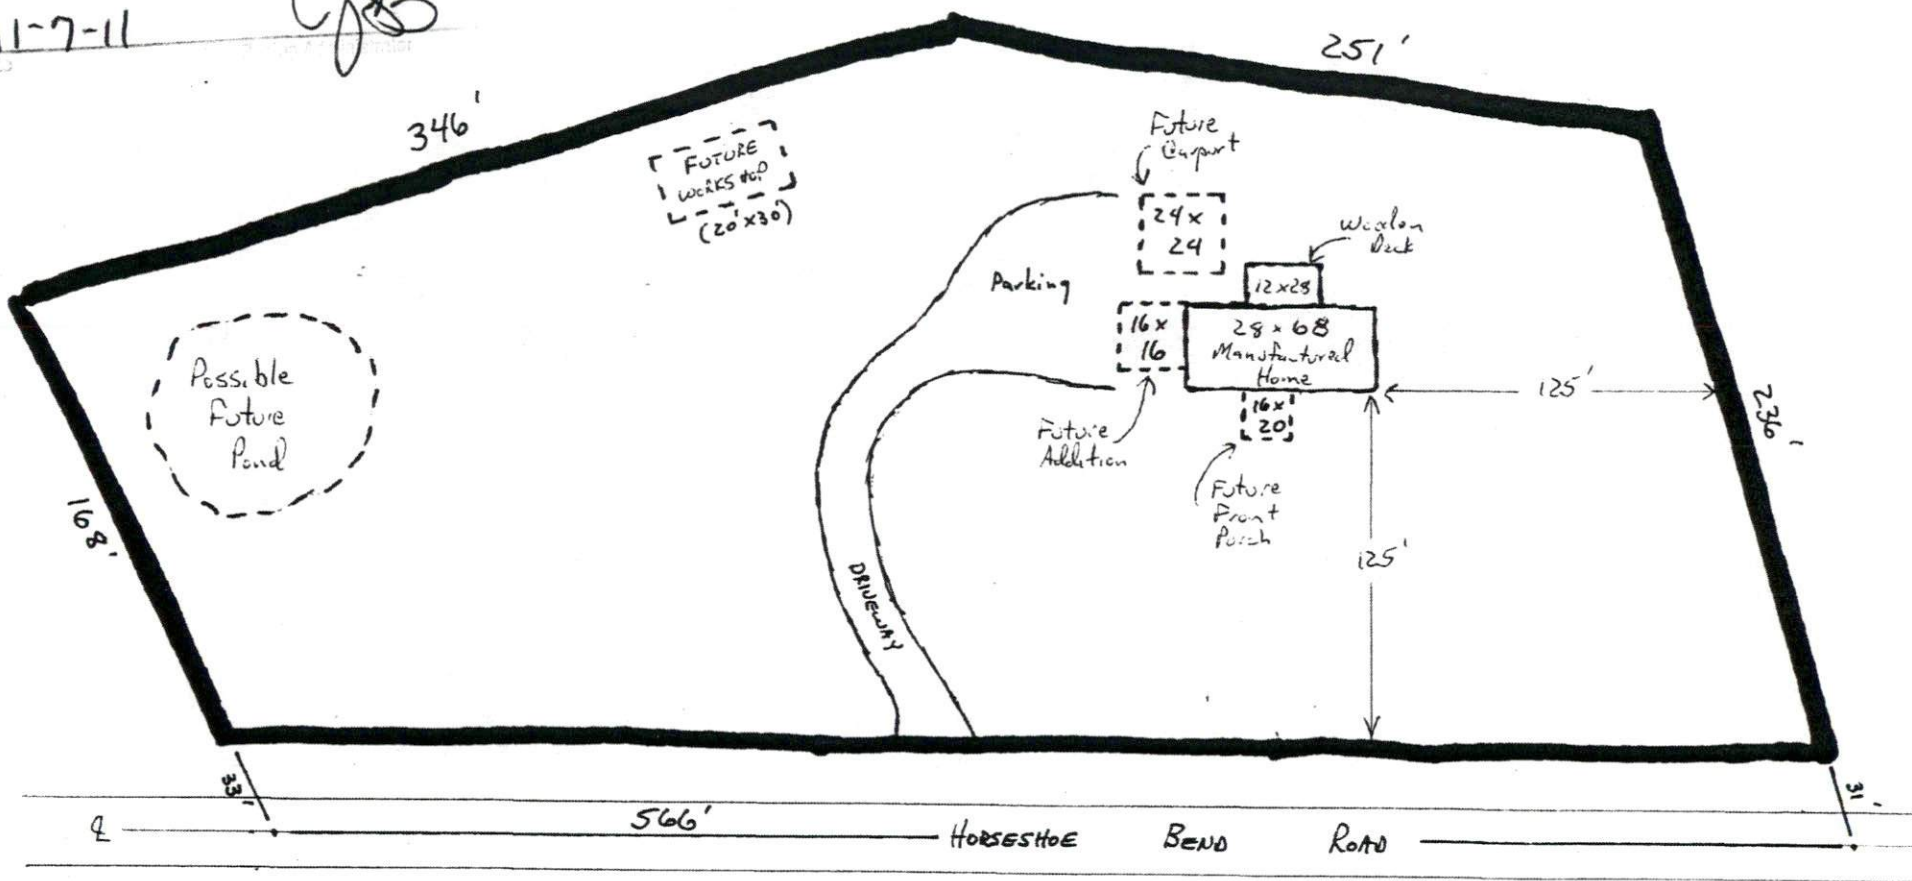 1-7-11
251'
346'
Future
Carport
FUTURE
WORKSHOP
(20'x30')
24x
24
Wooden
Deck
12x28
Parking
16x
16
28x68
Manufactured
Home
125'
236'
Possible
Future
Pond
16x
20'
Future
Addition
Future
Front
Porch
168'
125'
DRIVEWAY
33'
31'
566'
HORSESHOE BEND ROAD